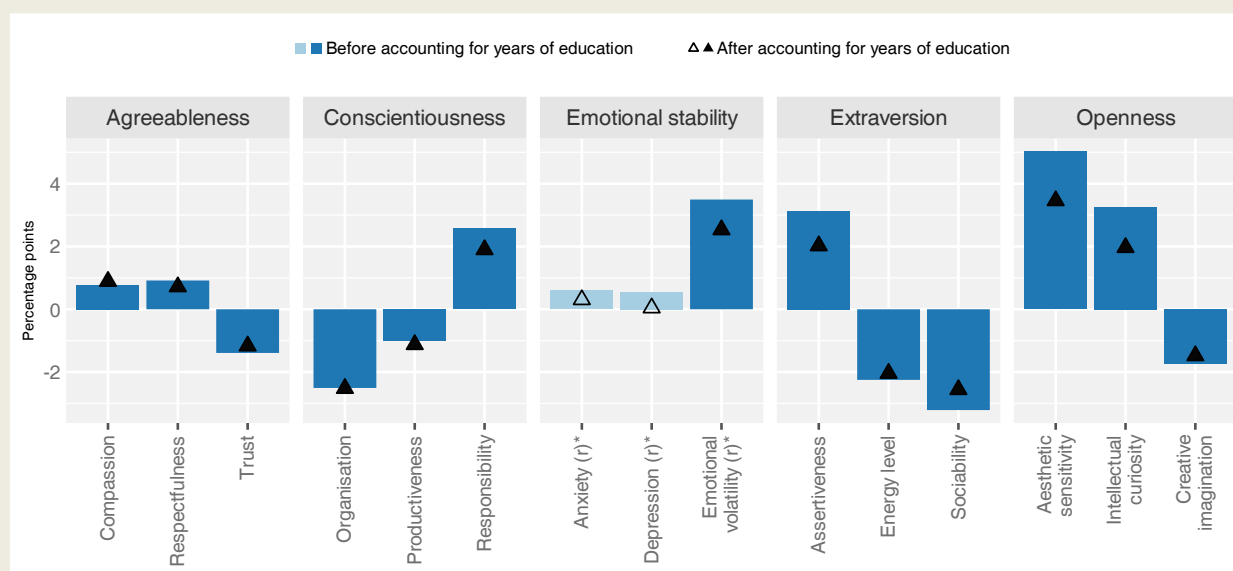 Before accounting for years of education
After accounting for years of education
Agreeableness
Conscientiousness
Emotional stability
Extraversion
Openness
Percentage points
4
2
0
-2
Compassion
Respectfulness
Trust
Organisation
Productiveness
Responsibility
Anxiety (r)*
Depression (r)*
Emotional
volatility (r)*
Assertiveness
Energy level
Sociability
Aesthetic
sensitivity
Intellectual
curiosity
Creative
imagination